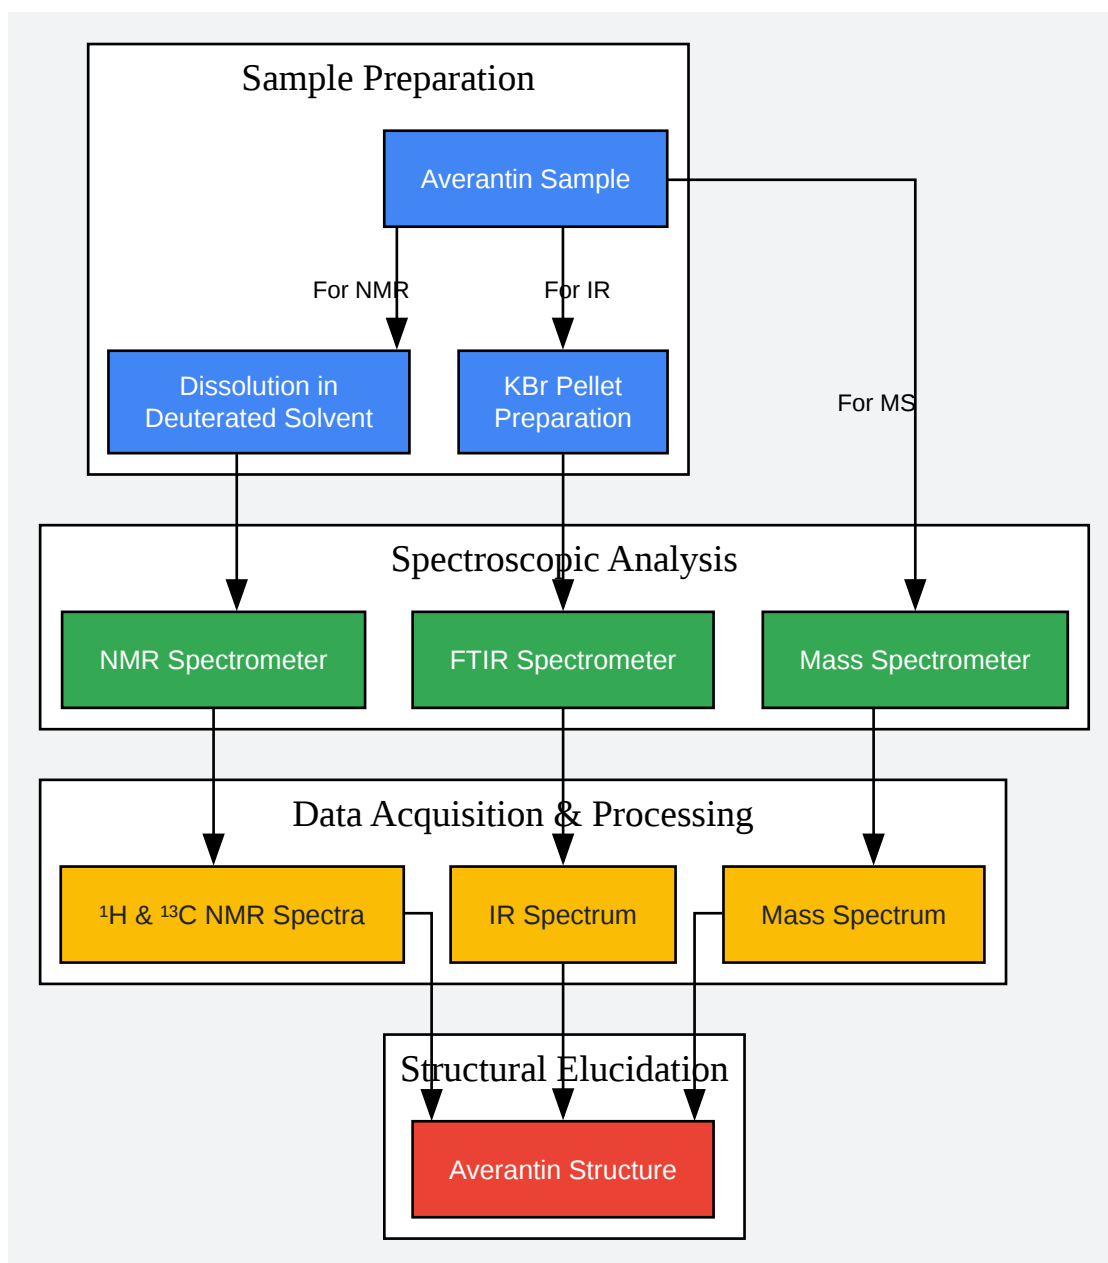 Sample Preparation
Averantin Sample
For NMR
For IR
Dissolution in
Deuterated Solvent
KBr Pellet
Preparation
For MS
Spectroscopic Analysis
NMR Spectrometer
FTIR Spectrometer
Mass Spectrometer
Data Acquisition & Processing
¹H & ¹³C NMR Spectra
IR Spectrum
Mass Spectrum
Structural Elucidation
Averantin Structure